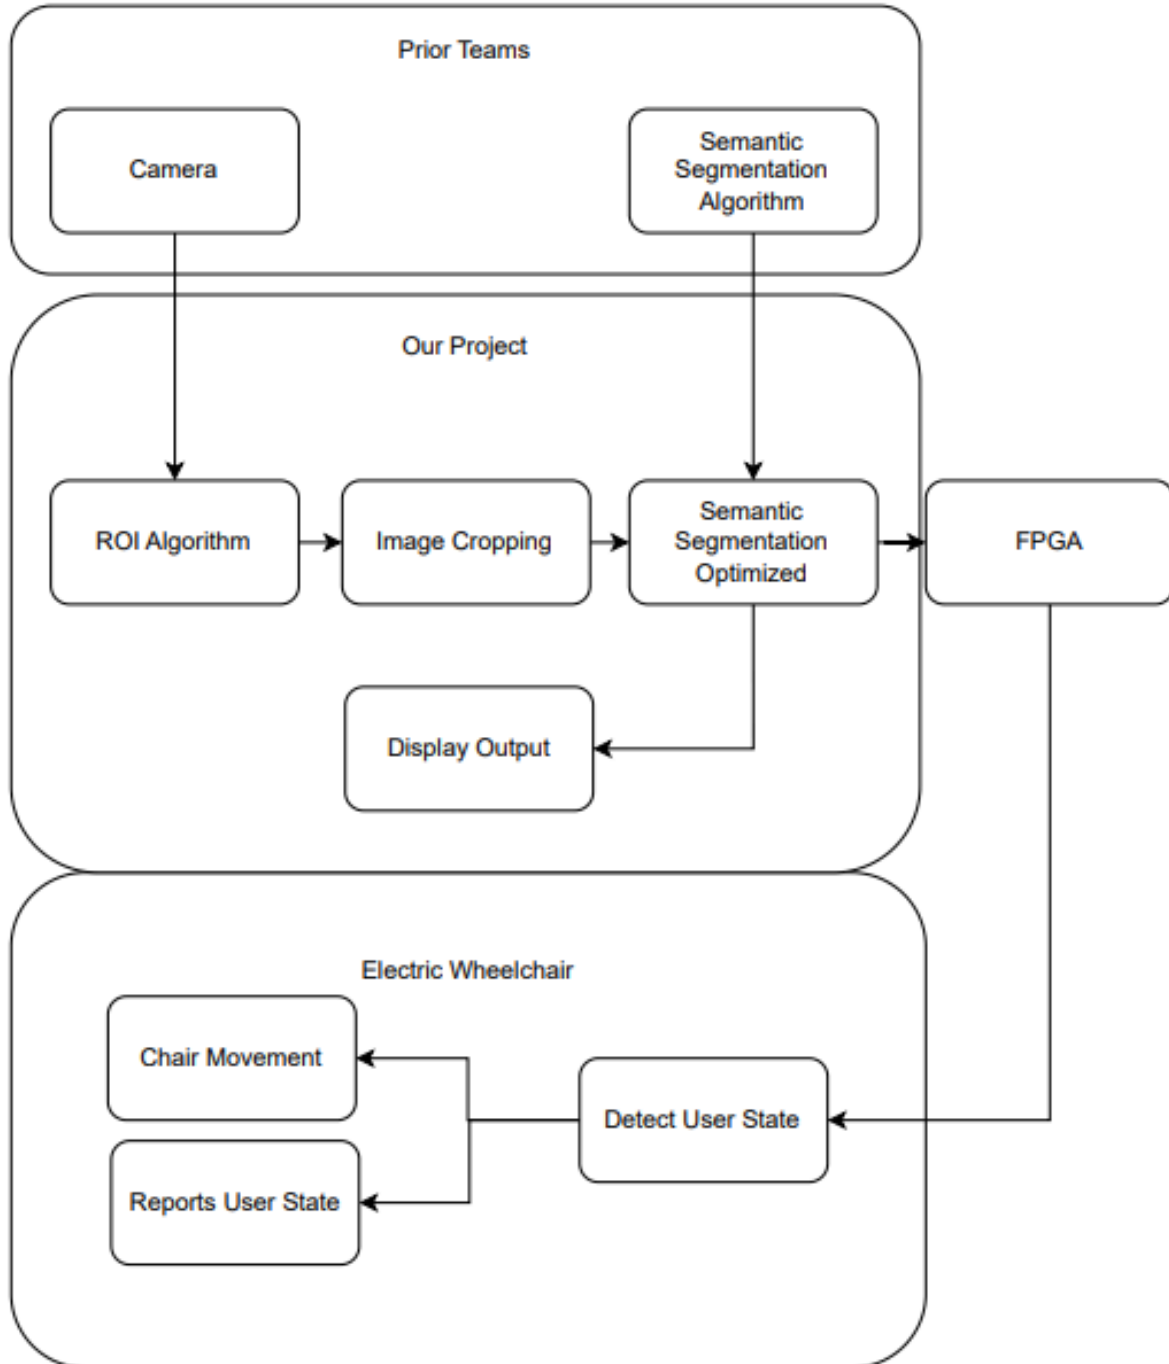 Prior Teams
Camera
Semantic
Segmentation
Algorithm
Our Project
ROI Algorithm
Image Cropping
Semantic
Segmentation
Optimized
FPGA
Display Output
Electric Wheelchair
Chair Movement
Detect User State
Reports User State